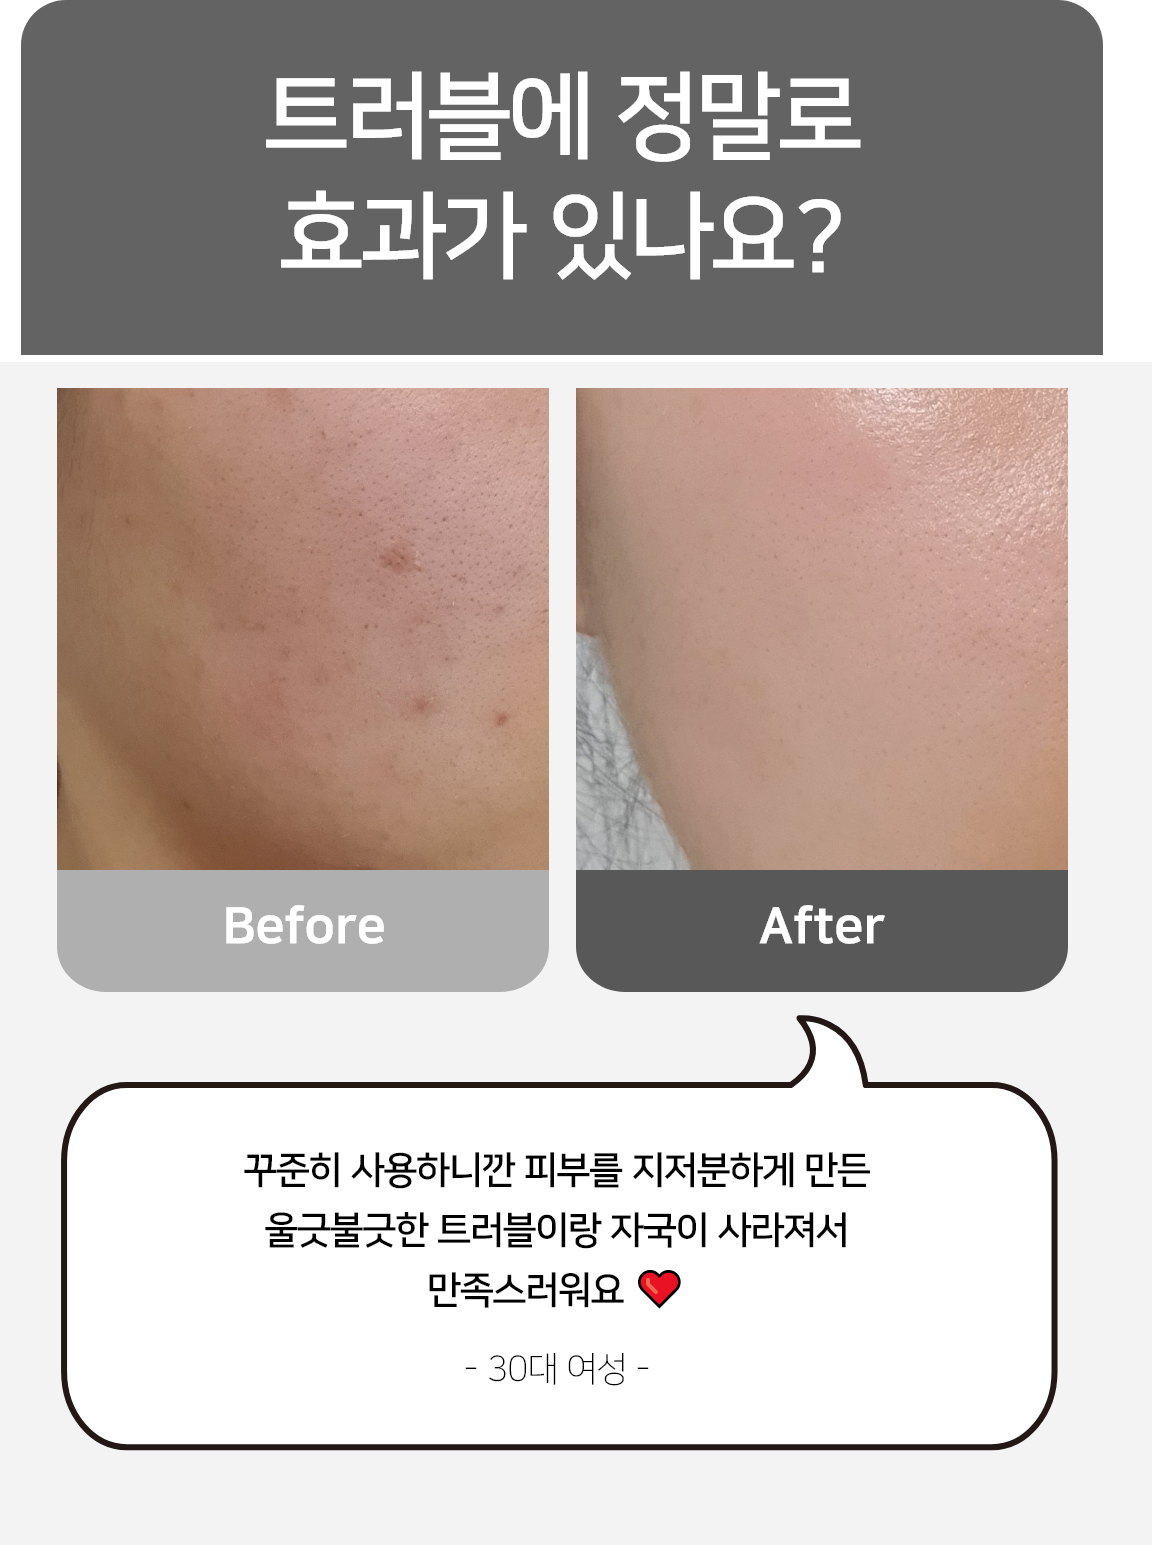 트러블에 정말로
효과가 있나요?
Before
After
꾸준히 사용하니깐 피부를 지저분하게 만든
울긋불긋한 트러블이랑 자국이 사라져서
만족스러워요 ❤️
- 30대 여성 -